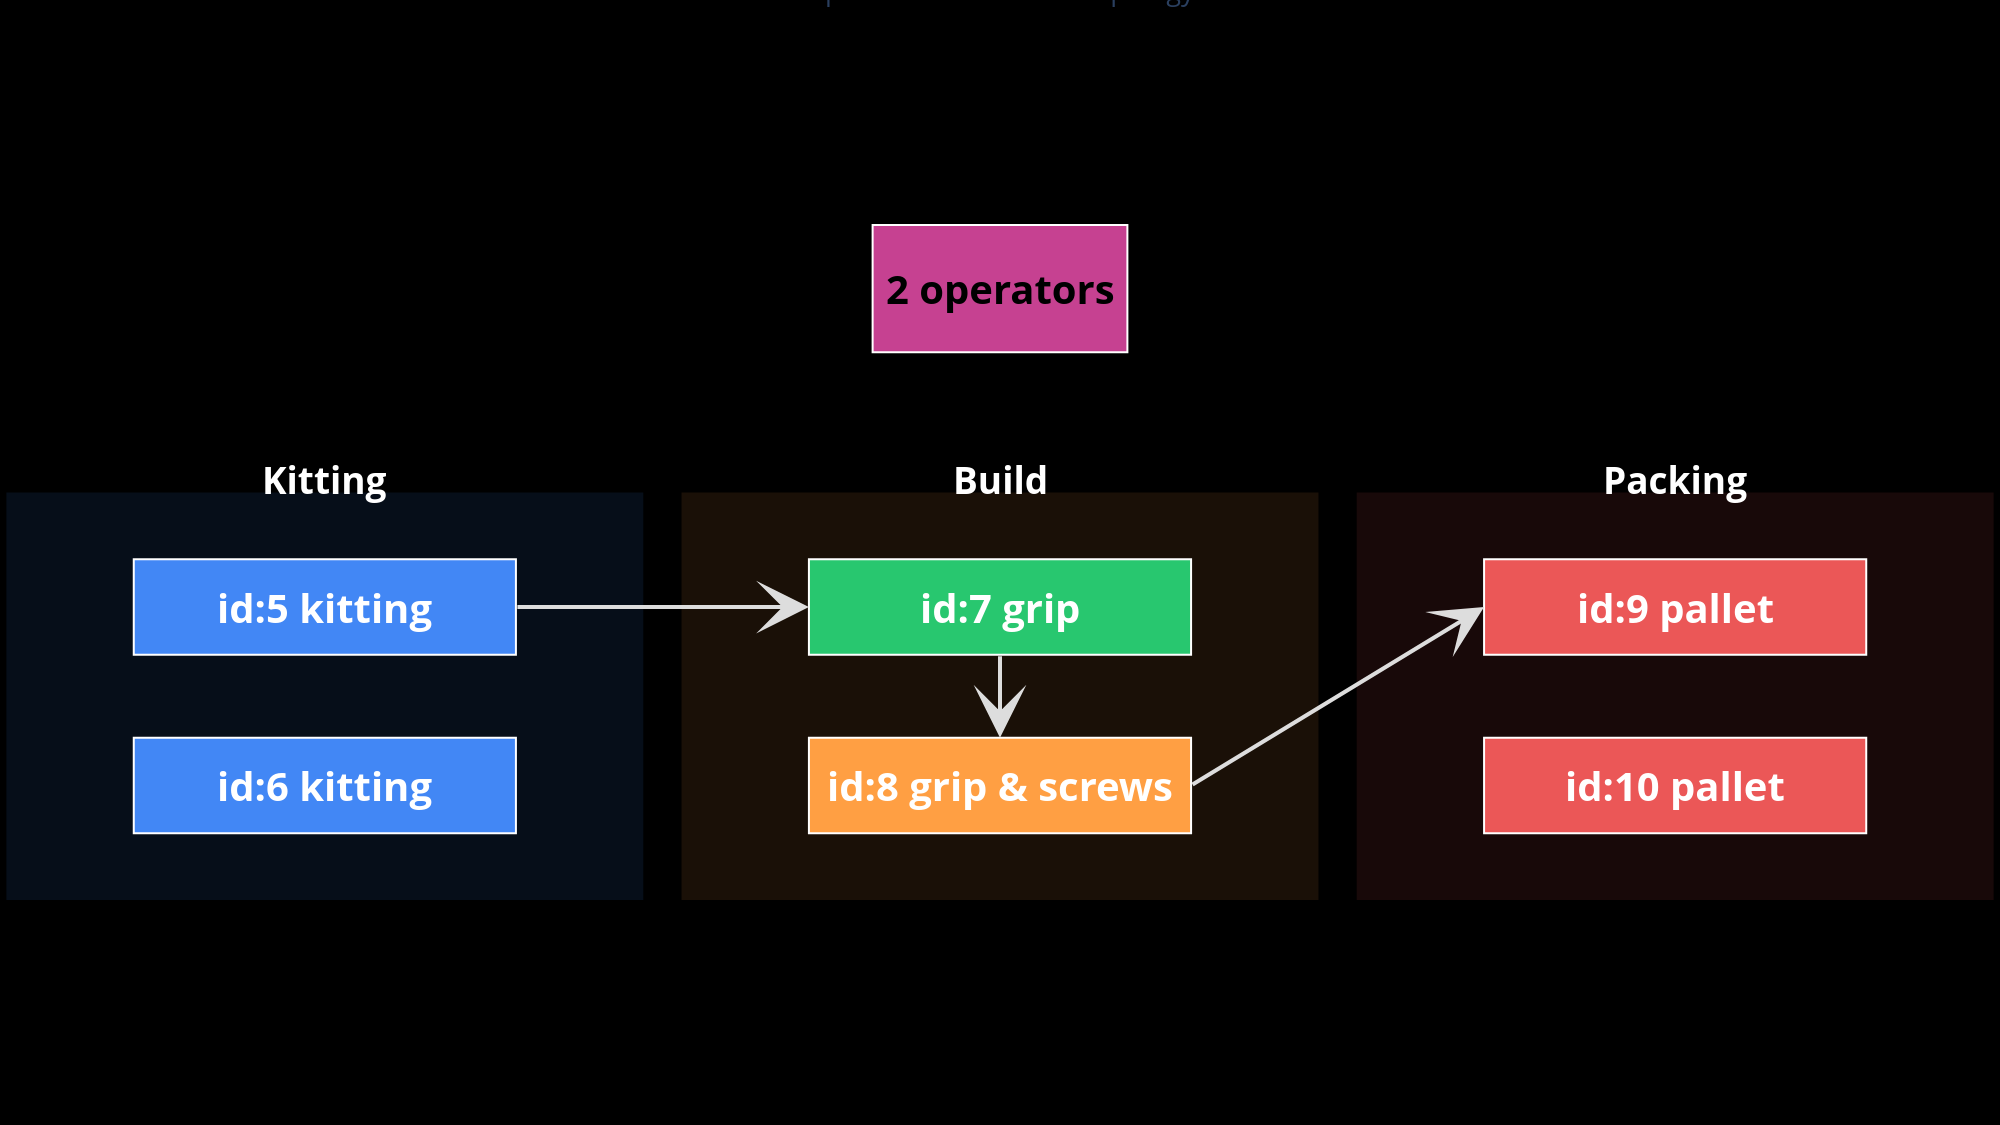 2 operators
Kitting
Build
Packing
id:5 kitting
id:7 grip
id:9 pallet
id:6 kitting
id:8 grip & screws
id:10 pallet